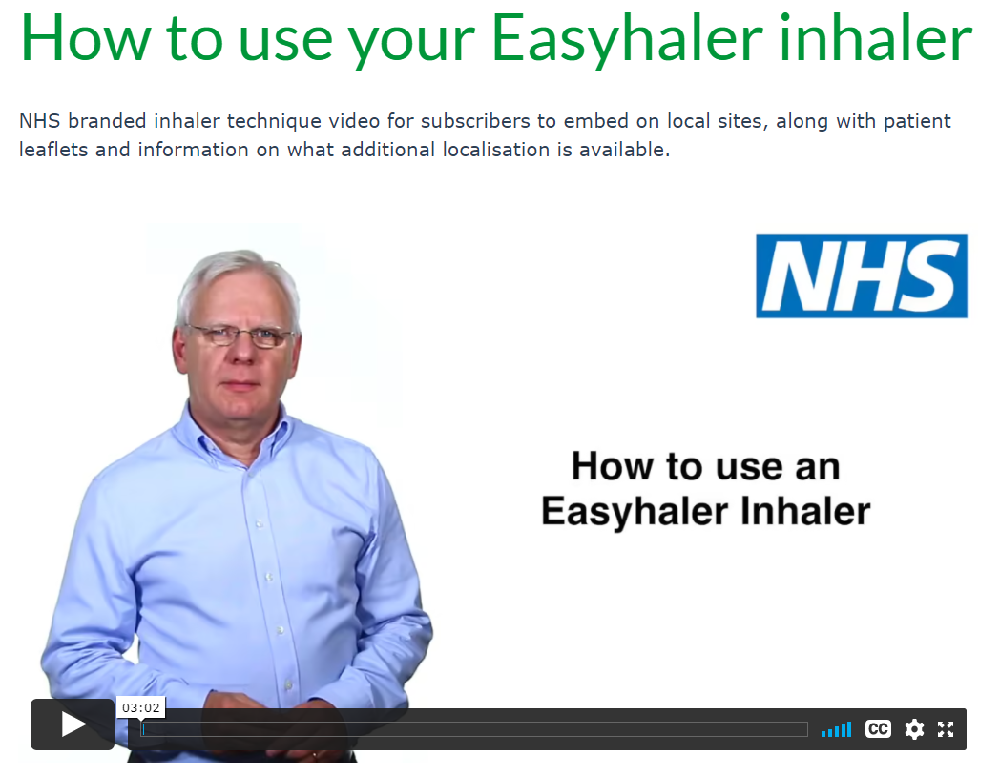 How to use your Easyhaler inhaler
NHS branded inhaler technique video for subscribers to embed on local sites, along with patient
leaflets and information on what additional localisation is available.
NHS
How to use an
Easyhaler Inhaler
03:02
CC